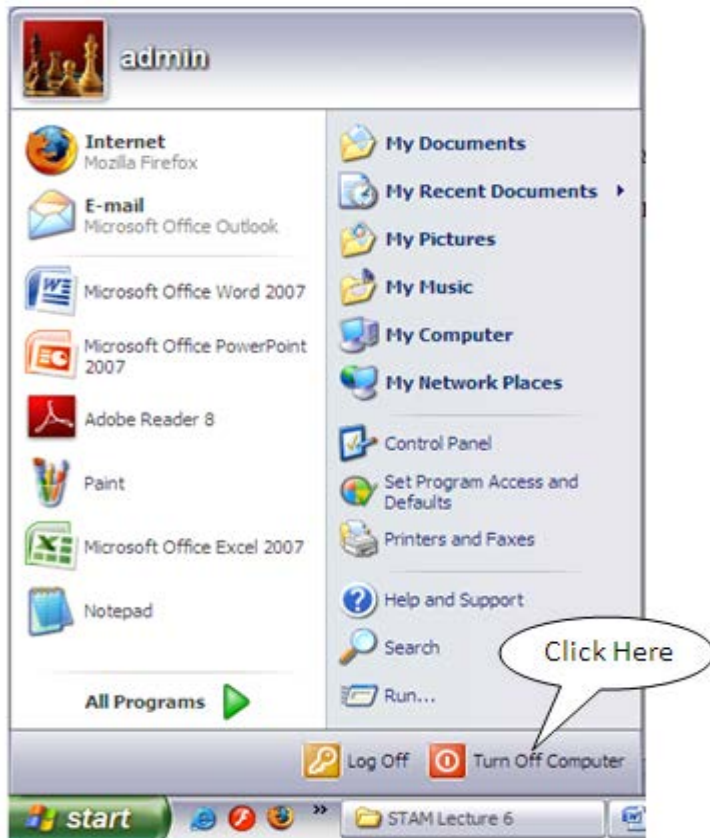 admin
Internet
Mozilla Firefox
E-mail
Microsoft Office Outlook
Microsoft Office Word 2007
Microsoft Office PowerPoint
2007
Adobe Reader 8
Paint
Microsoft Office Excel 2007
Notepad
All Programs
My Documents
My Recent Documents
My Pictures
My Music
My Computer
My Network Places
Control Panel
Set Program Access and
Defaults
Printers and Faxes
Help and Support
Search
Run...
Click Here
Log Off
Turn Off Computer
start
»
STAM Lecture 6